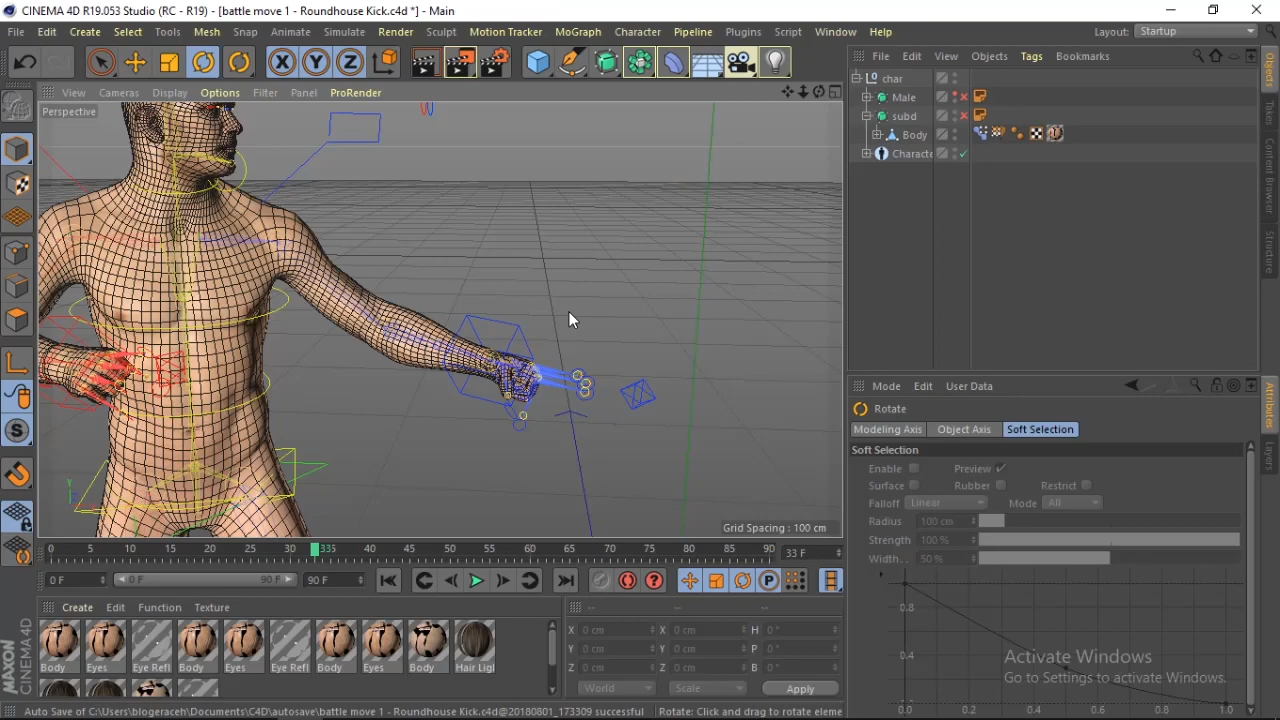 CINEMA 4D R19.053 Studio (RC - R19) - [battle move 1 - Roundhouse Kick.c4d *] - Main
File Edit Create Select Tools Mesh Snap Animate Simulate Render Sculpt Motion Tracker MoGraph Character Pipeline Plugins Script Window Help Layout: Startup
View Cameras Display Options Filter Panel ProRender
File Edit View Objects Tags Bookmarks
Perspective
char
Male
subd
Body
Characte
Objects
Takes
Content Browser
Structure
Grid Spacing : 100 cm
Mode Edit User Data
Rotate
Modeling Axis Object Axis Soft Selection
Soft Selection
Enable Preview
Surface Rubber Restrict
Falloff Linear Mode All
Radius 100 cm
Strength 100 %
Width 50 %
0.8
0.4
0.0 0.2 0.4 0.6 0.8 1.0
Attributes
Layers
0 5 10 15 20 25 30 335 40 45 50 55 60 65 70 75 80 85 90 33 F
0 F 0 F 90 F 90 F
Create Edit Function Texture
Body Eyes Eye Refl Body Eyes Eye Refl Body Eyes Body Hair Ligl
-- -- --
X 0 cm X 0 cm H 0 °
Y 0 cm Y 0 cm P 0 °
Z 0 cm Z 0 cm B 0 °
World Scale Apply
MAXON CINEMA4D
Activate Windows
Go to Settings to activate Windows.
Auto Save of C:\Users\blogeraceh\Documents\C4D\autosave\battle move 1 - Roundhouse Kick.c4d@20180801_173309 successful Rotate: Click and drag to rotate eleme